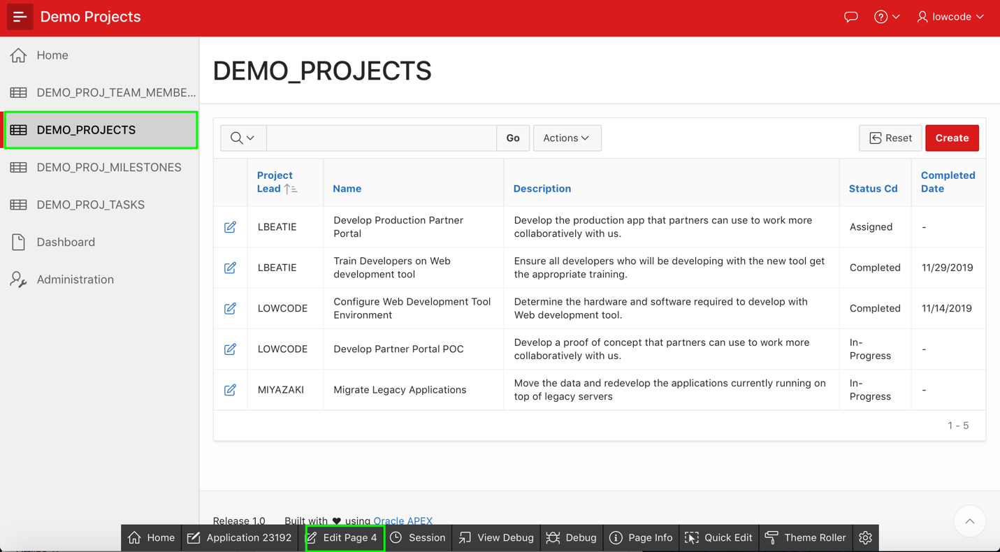 Demo Projects
lowcode
Home
DEMO_PROJ_TEAM_MEMBE...
DEMO_PROJECTS
DEMO_PROJ_MILESTONES
DEMO_PROJ_TASKS
Dashboard
Administration
DEMO_PROJECTS
Go Actions Reset Create
Project Lead Name Description Status Cd Completed Date
LBEATIE Develop Production Partner Portal Develop the production app that partners can use to work more collaboratively with us. Assigned -
LBEATIE Train Developers on Web development tool Ensure all developers who will be developing with the new tool get the appropriate training. Completed 11/29/2019
LOWCODE Configure Web Development Tool Environment Determine the hardware and software required to develop with Web development tool. Completed 11/14/2019
LOWCODE Develop Partner Portal POC Develop a proof of concept that partners can use to work more collaboratively with us. In-Progress -
MIYAZAKI Migrate Legacy Applications Move the data and redevelop the applications currently running on top of legacy servers In-Progress -
1 - 5
Release 1.0 Built with ♥ using Oracle APEX
Home Application 23192 Edit Page 4 Session View Debug Debug Page Info Quick Edit Theme Roller